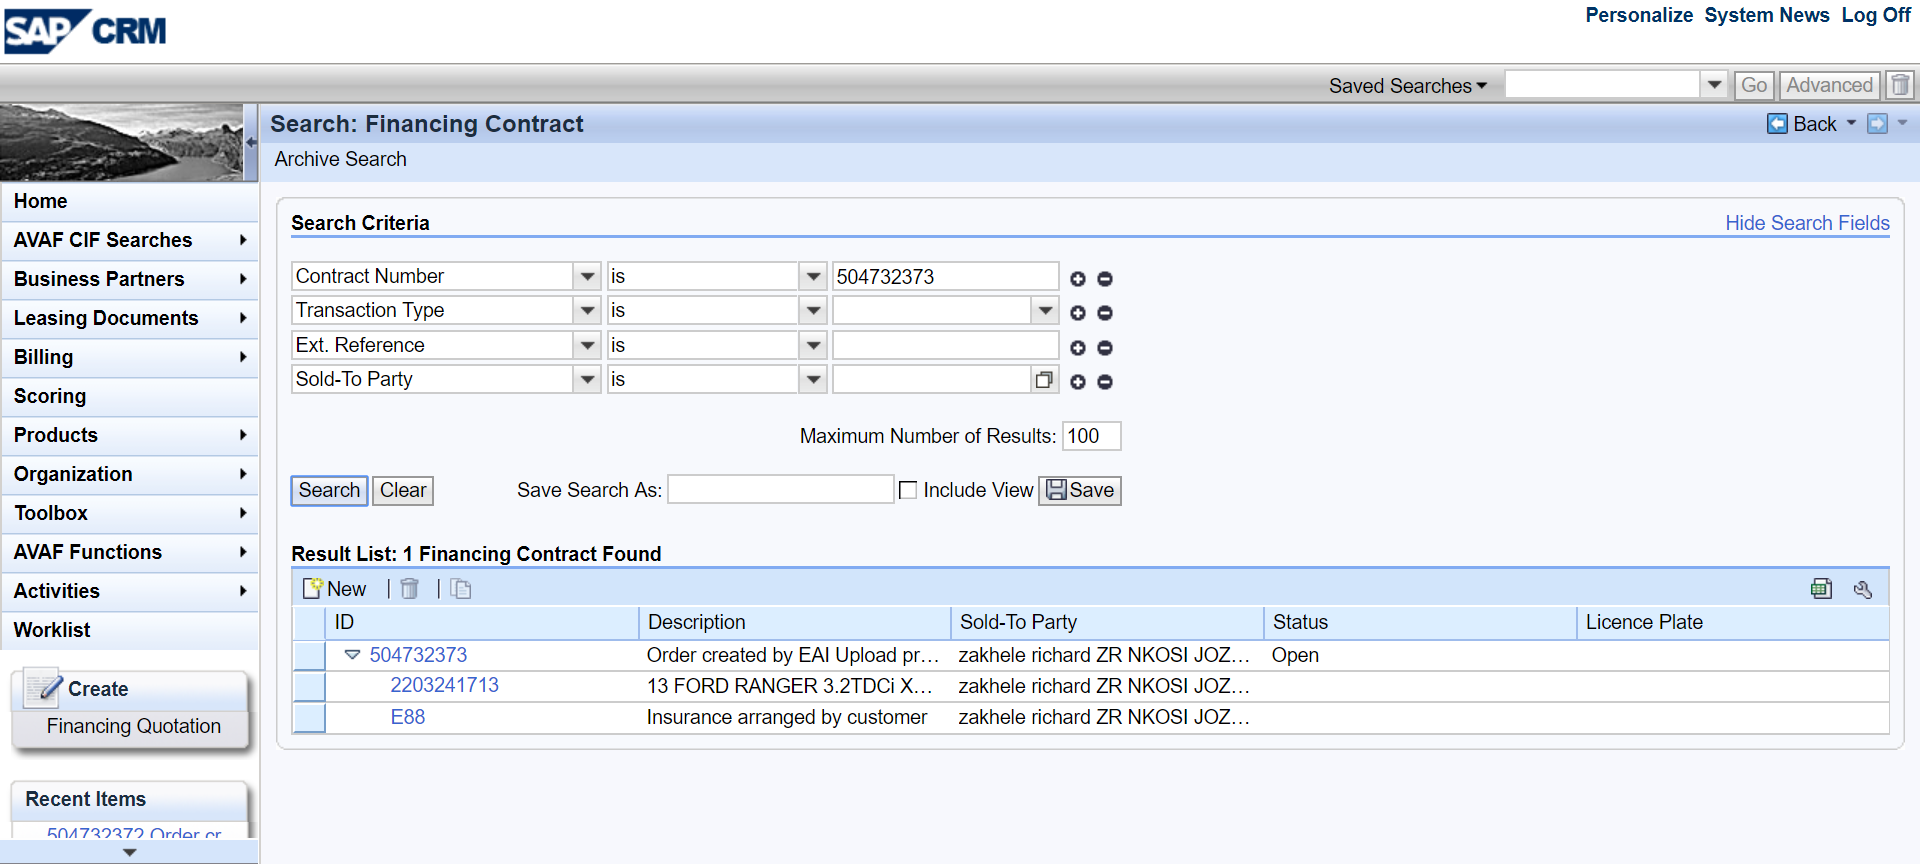 SAP CRM
Personalize System News Log Off
Saved Searches Go Advanced
Search: Financing Contract Back
Archive Search
Home
AVAF CIF Searches
Business Partners
Leasing Documents
Billing
Scoring
Products
Organization
Toolbox
AVAF Functions
Activities
Worklist
Create
Financing Quotation
Recent Items
504732372 Order cr
Search Criteria Hide Search Fields
Contract Number is 504732373
Transaction Type is
Ext. Reference is
Sold-To Party is
Maximum Number of Results: 100
Search Clear Save Search As: Include View Save
Result List: 1 Financing Contract Found
New
ID Description Sold-To Party Status Licence Plate
504732373 Order created by EAI Upload pr... zakhele richard ZR NKOSI JOZ... Open
2203241713 13 FORD RANGER 3.2TDCi X... zakhele richard ZR NKOSI JOZ...
E88 Insurance arranged by customer zakhele richard ZR NKOSI JOZ...